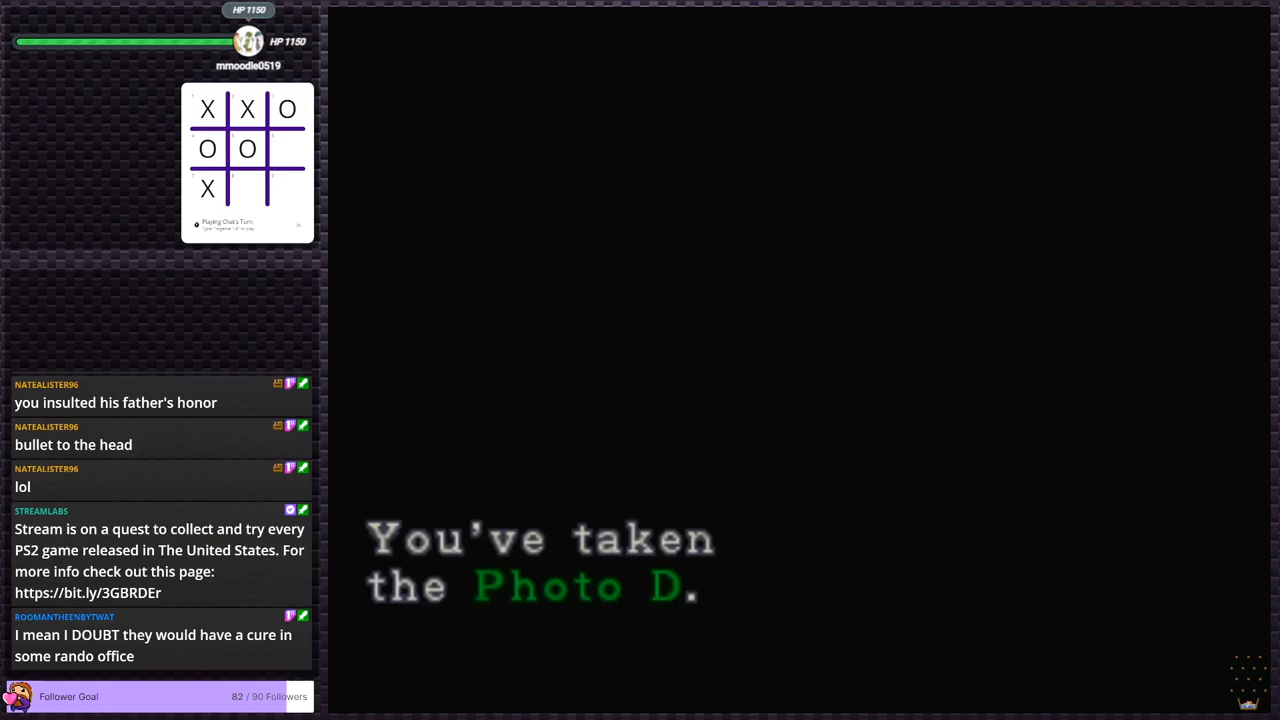 HP 1150
HP 1150
mmoodle0519
X X O
O O
X
Playing Chat's Turn
NATEALISTER96
you insulted his father's honor
NATEALISTER96
bullet to the head
NATEALISTER96
lol
STREAMLABS
Stream is on a quest to collect and try every
PS2 game released in The United States. For
more info check out this page:
https://bit.ly/3GBRDEr
ROOMANTHEENBYTWAT
I mean I DOUBT they would have a cure in
some rando office
Follower Goal 82 / 90 Followers
You've taken
the Photo D.